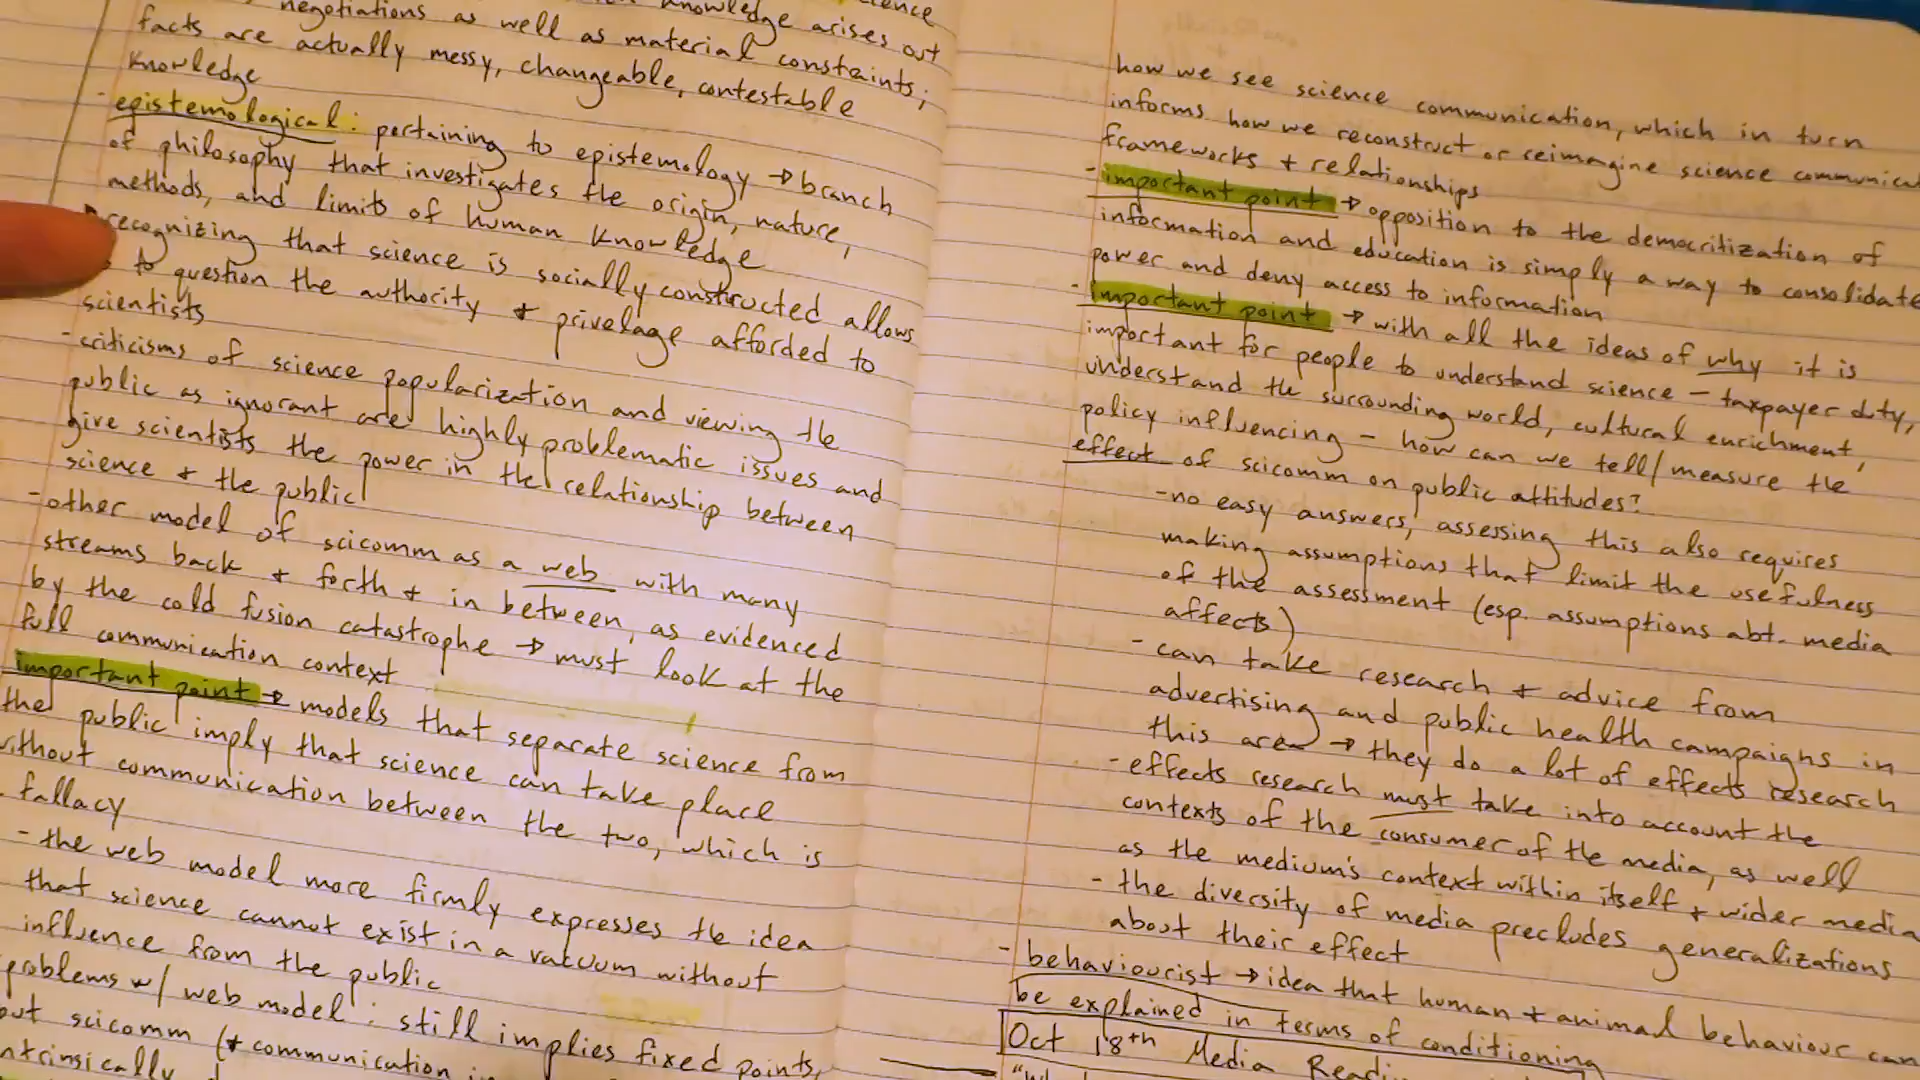 knowledge arises out
negotiations as well as material constraints;
facts are actually messy, changeable, contestable
knowledge
- epistemological: pertaining to epistemology → branch
of philosophy that investigates the origin, nature,
methods, and limits of human knowledge
recognizing that science is socially constructed allows
to question the authority + privelage afforded to
scientists
- criticisms of science popularization and viewing the
public as ignorant are highly problematic issues and
give scientists the power in the relationship between
science + the public
- other model of scicomm as a web with many
streams back + forth + in between, as evidenced
by the cold fusion catastrophe → must look at the
full communication context
important point → models that separate science from
the public imply that science can take place
without communication between the two, which is
fallacy
- the web model more firmly expresses the idea
that science cannot exist in a vacuum without
influence from the public
problems w/ web model: still implies fixed points,
but scicomm (+ communication
intrinsically
how we see science communication, which in turn
informs how we reconstruct or reimagine science communica
frameworks + relationships
- important point → opposition to the democritization of
information and education is simply a way to consolidate
power and deny access to information
- important point → with all the ideas of why it is
important for people to understand science - taxpayer duty,
understand the surrounding world, cultural enrichment,
policy influencing - how can we tell/measure the
effect of scicomm on public attitudes?
- no easy answers, assessing this also requires
making assumptions that limit the usefulness
of the assessment (esp. assumptions abt. media
affects)
- can take research + advice from
advertising and public health campaigns in
this area → they do a lot of effects research
- effects research must take into account the
contexts of the consumer of the media, as well
as the medium's context within itself + wider media
- the diversity of media precludes generalizations
about their effect
- behaviourist → idea that human + animal behaviour can
be explained in terms of conditioning
Oct 18th Media Readi